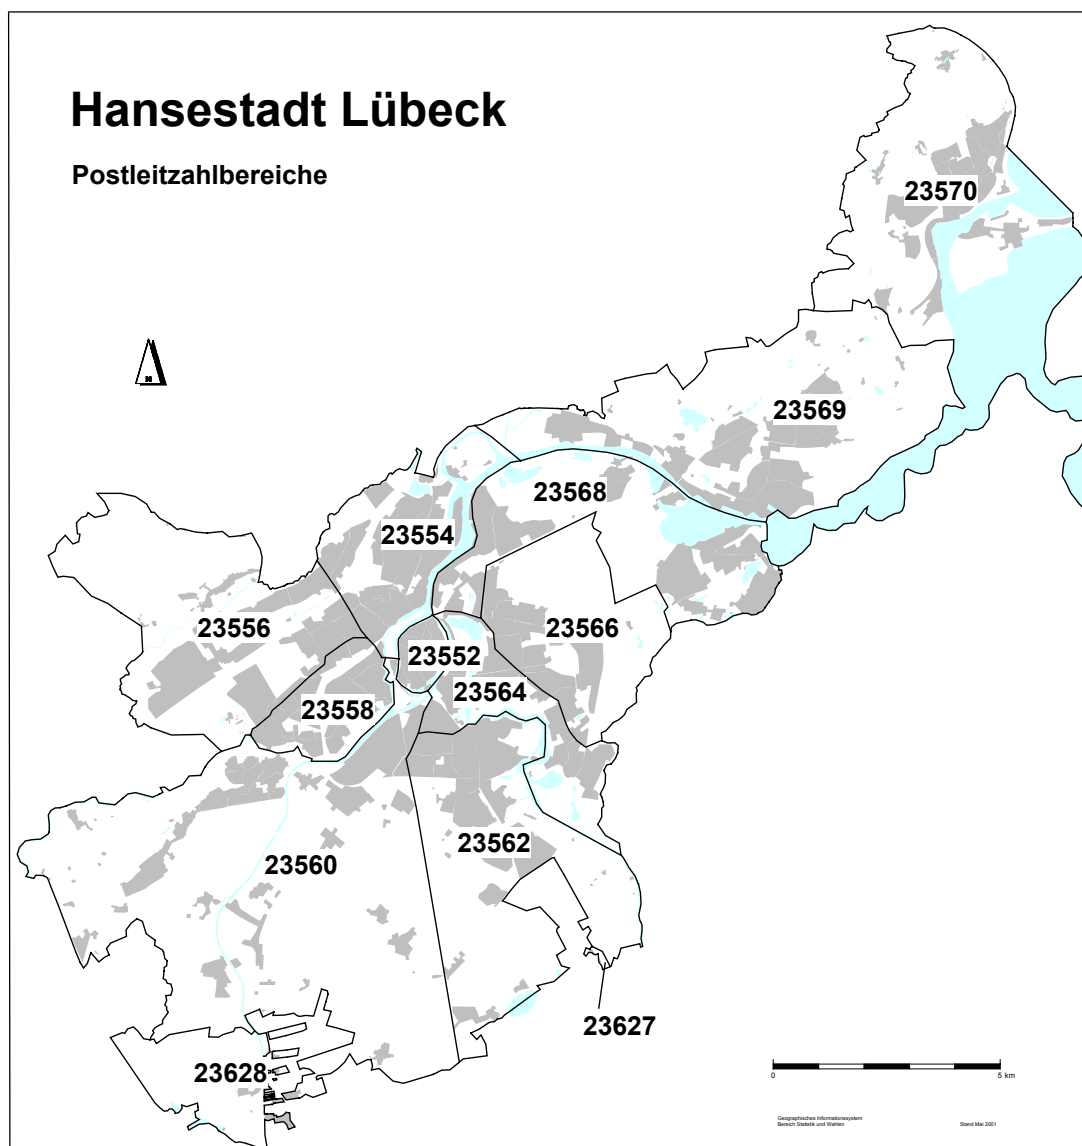 Hansestadt Lübeck
Postleitzahlbereiche
23570
23569
23568
23554
23556
23566
23552
23564
23558
23562
23560
23627
23628
0 5 km
Geographisches Informationssystem
Bereich Statistik und Wahlen Stand Mai 2001